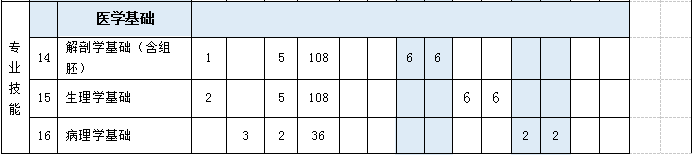 医学基础
专业技能
14 解剖学基础（含组胚） 1 5 108 6 6
15 生理学基础 2 5 108 6 6
16 病理学基础 3 2 36 2 2